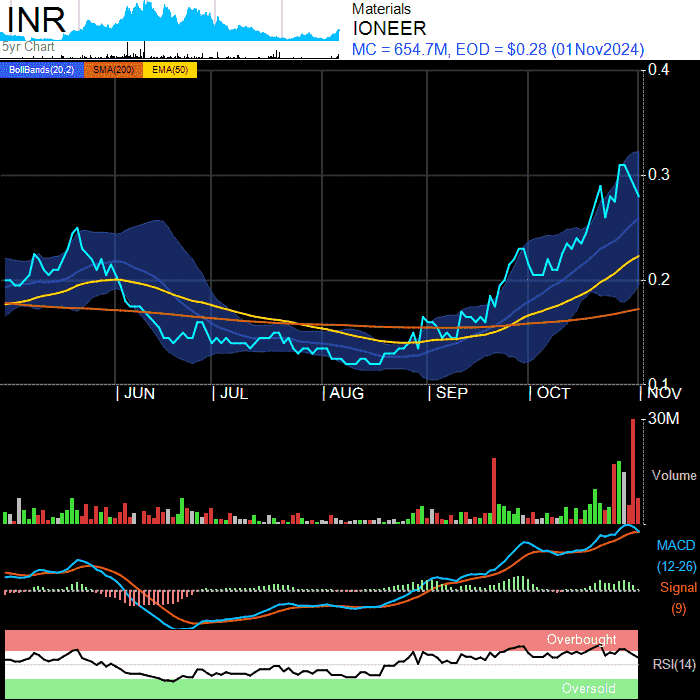 INR
5yr Chart
Materials
IONEER
MC = 654.7M, EOD = $0.28 (01Nov2024)
BollBands(20,2) SMA(200) EMA(50)
0.4
0.3
0.2
0.1
| JUN | JUL | AUG | SEP | OCT | NOV
30M
Volume
MACD
(12-26)
Signal
(9)
Overbought
RSI(14)
Oversold